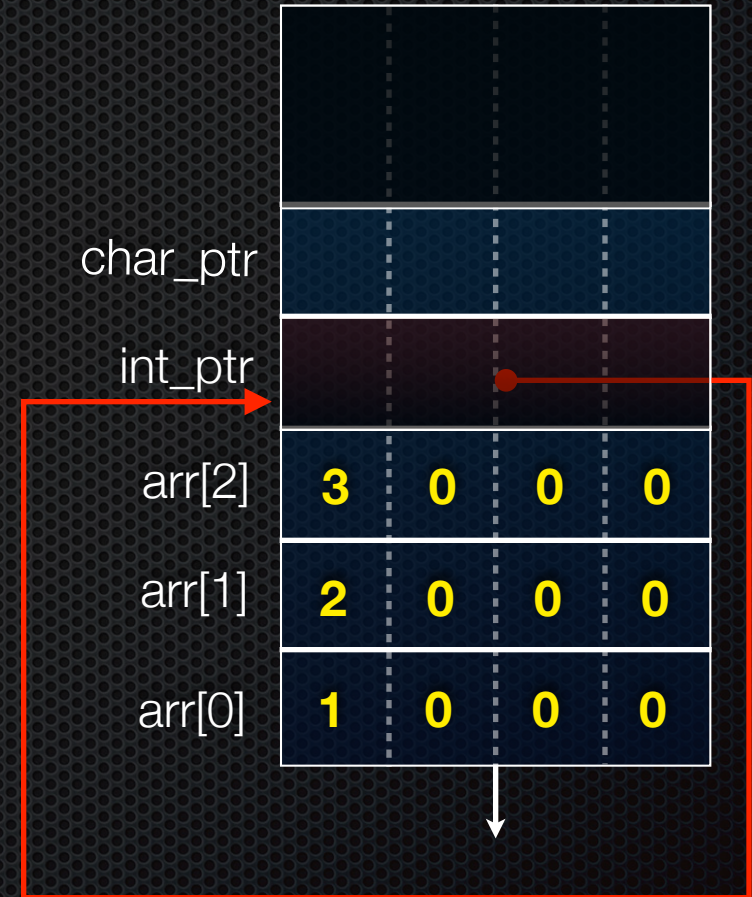 char_ptr
int_ptr
arr[2] 3 0 0 0
arr[1] 2 0 0 0
arr[0] 1 0 0 0